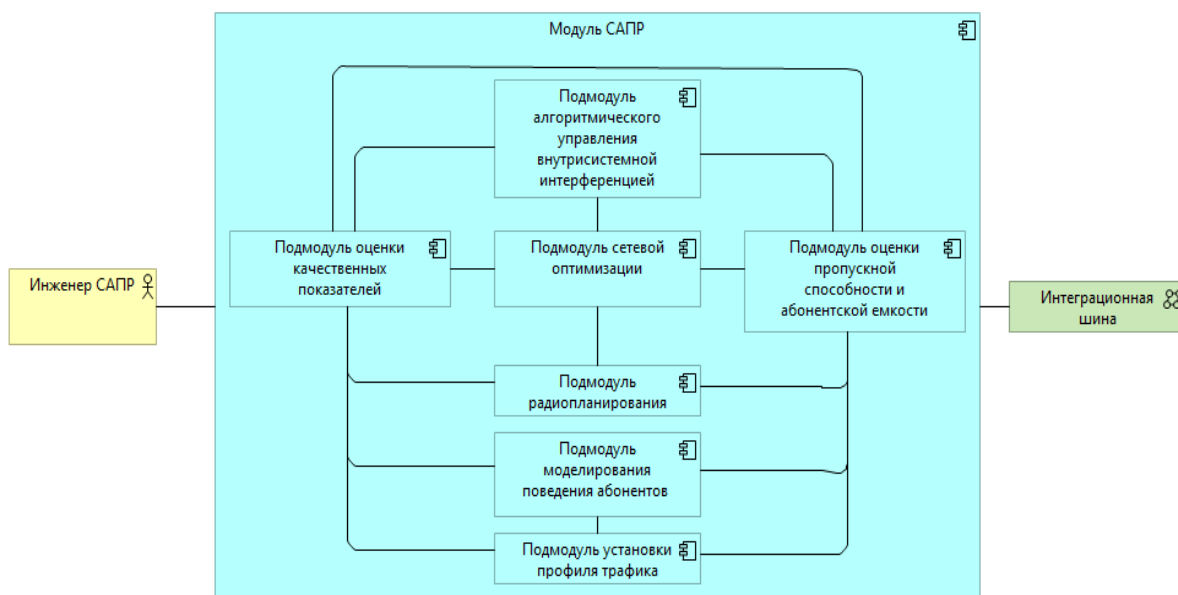 Модуль САПР
Подмодуль
алгоритмического
управления
внутрисистемной
интерференцией
Подмодуль оценки
качественных
показателей
Подмодуль сетевой
оптимизации
Подмодуль оценки
пропускной
способности и
абонентской емкости
Инженер САПР
Интеграционная
шина
Подмодуль
радиопланирования
Подмодуль
моделирования
поведения абонентов
Подмодуль установки
профиля трафика